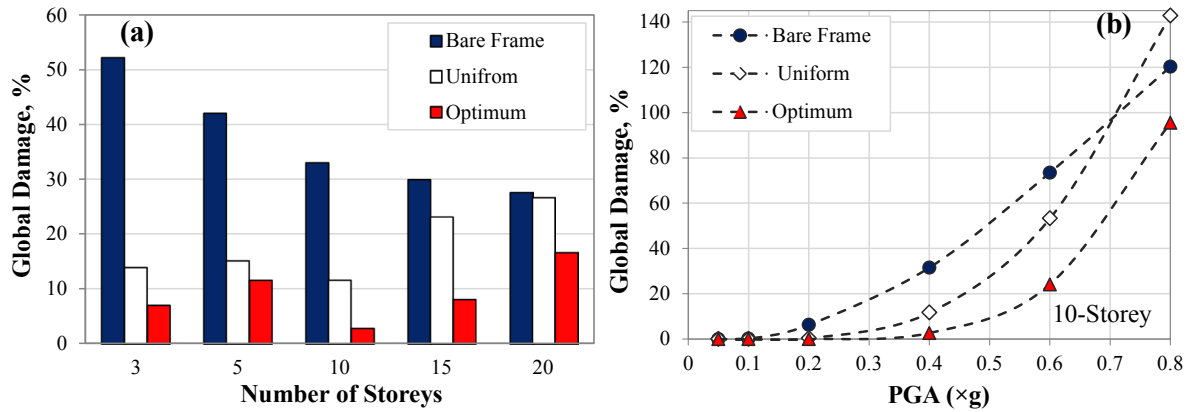 (a)
Global Damage, %
60
50
40
30
20
10
0
Bare Frame
Unifrom
Optimum
3 5 10 15 20
Number of Storeys
(b)
Global Damage, %
140
120
100
80
60
40
20
0
Bare Frame
Uniform
Optimum
10-Storey
0 0.1 0.2 0.3 0.4 0.5 0.6 0.7 0.8
PGA (×g)